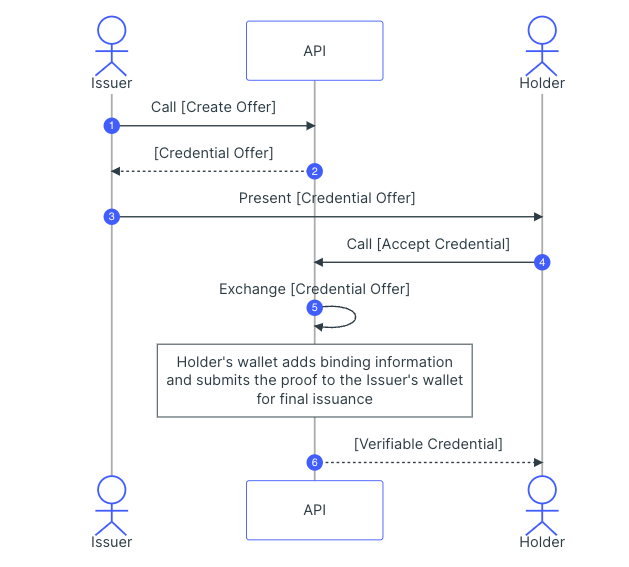 API
Issuer
Holder
Call [Create Offer]
1
[Credential Offer]
2
Present [Credential Offer]
3
Call [Accept Credential]
4
Exchange [Credential Offer]
5
Holder's wallet adds binding information
and submits the proof to the Issuer's wallet
for final issuance
[Verifiable Credential]
6
API
Issuer
Holder